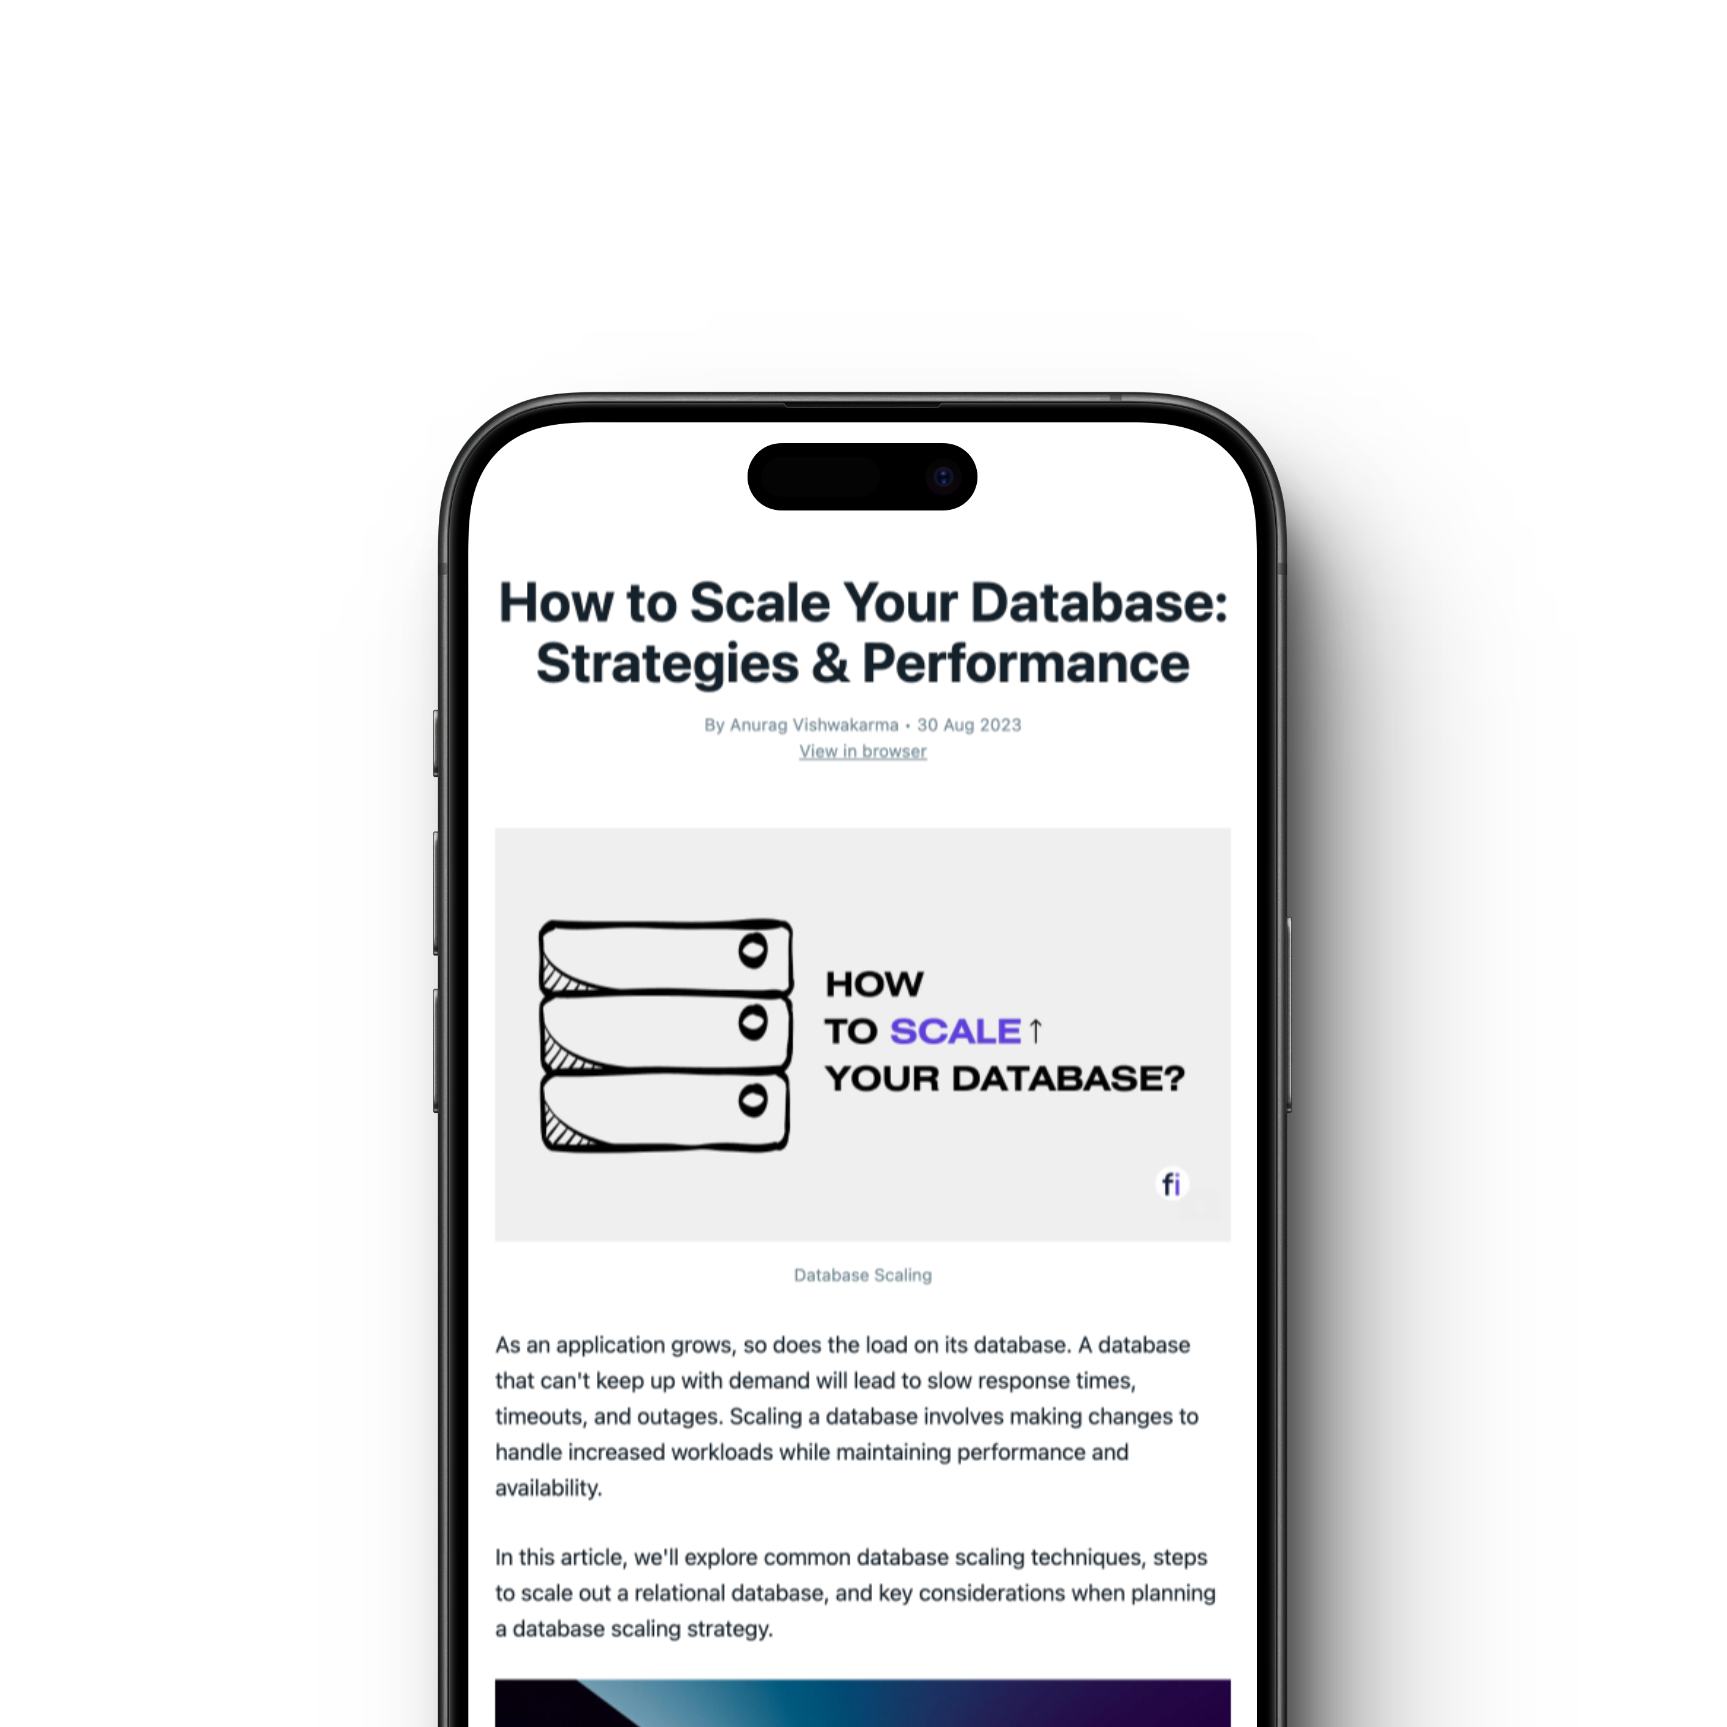 How to Scale Your Database:
Strategies & Performance
By Anurag Vishwakarma • 30 Aug 2023
View in browser
HOW
TO SCALE↑
YOUR DATABASE?
fi
Database Scaling
As an application grows, so does the load on its database. A database
that can't keep up with demand will lead to slow response times,
timeouts, and outages. Scaling a database involves making changes to
handle increased workloads while maintaining performance and
availability.
In this article, we'll explore common database scaling techniques, steps
to scale out a relational database, and key considerations when planning
a database scaling strategy.